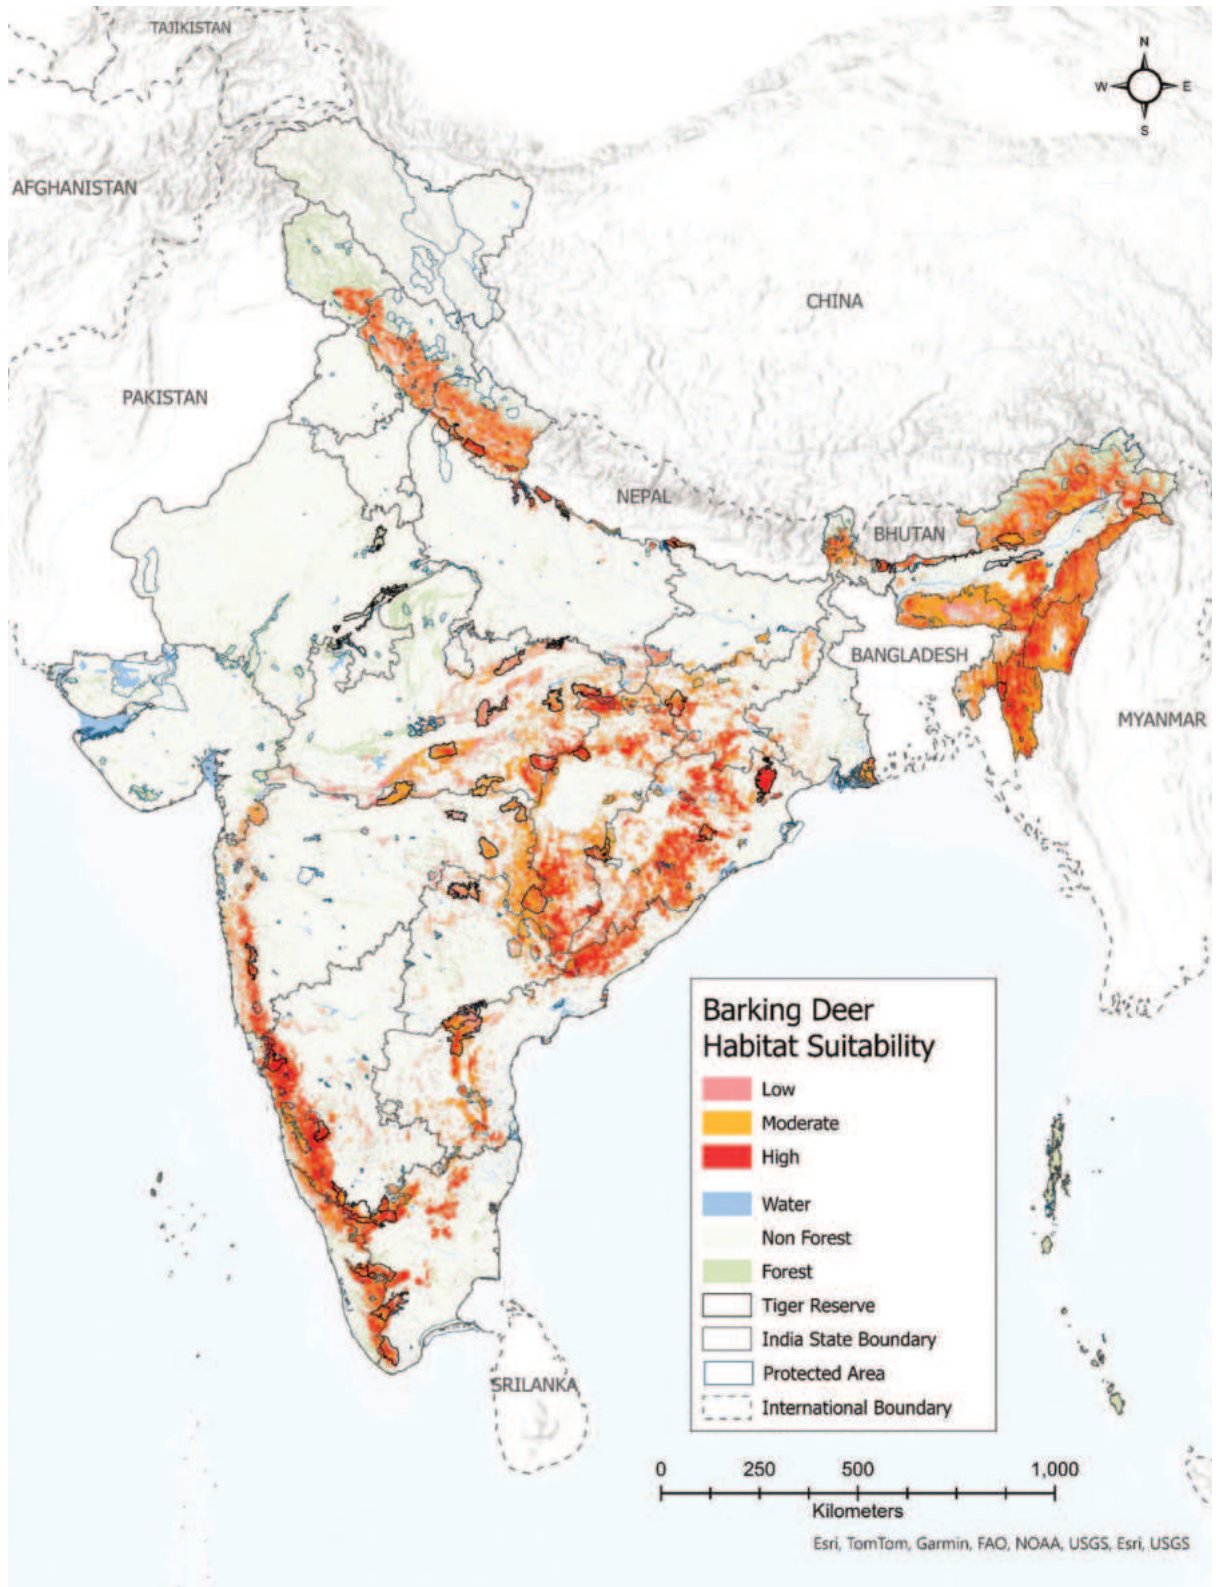 TAJIKISTAN
N
W
E
S
AFGHANISTAN
CHINA
PAKISTAN
NEPAL
BHUTAN
BANGLADESH
MYANMAR
Barking Deer
Habitat Suitability
Low
Moderate
High
Water
Non Forest
Forest
Tiger Reserve
India State Boundary
Protected Area
International Boundary
SRILANKA
0 250 500 1,000
Kilometers
Esri, TomTom, Garmin, FAO, NOAA, USGS, Esri, USGS